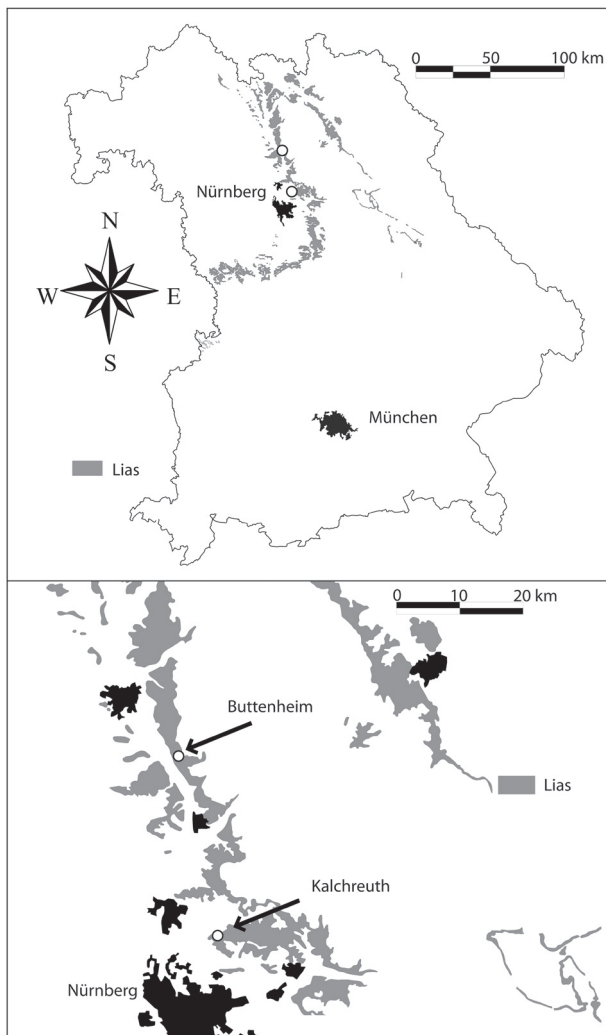 0 50 100 km
Nürnberg
N
W E
S
München
Lias
0 10 20 km
Buttenheim
Lias
Kalchreuth
Nürnberg